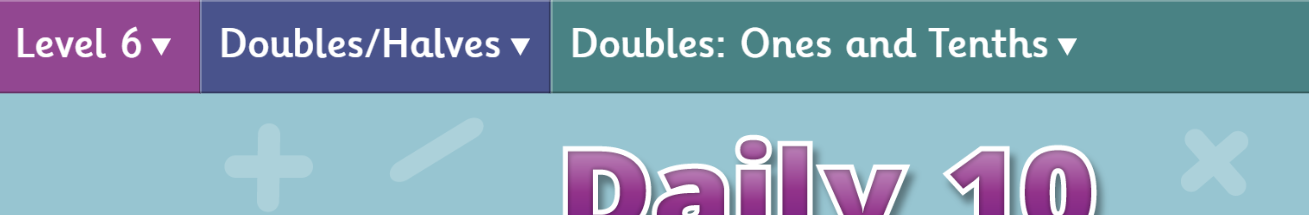 Level 6 ▼ Doubles/Halves ▼ Doubles: Ones and Tenths ▼
Daily 10